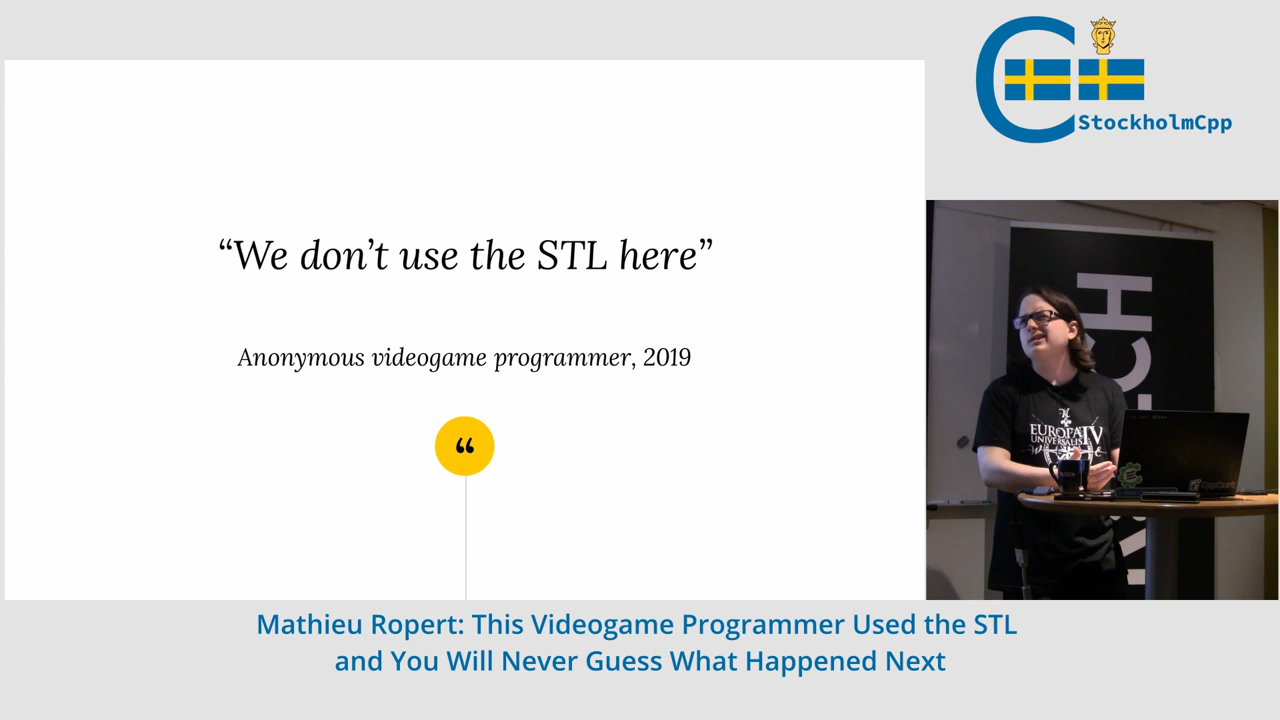 StockholmCpp
“We don’t use the STL here”
Anonymous videogame programmer, 2019
“
EUROPA IV
UNIVERSALIS
Mathieu Ropert: This Videogame Programmer Used the STL
and You Will Never Guess What Happened Next